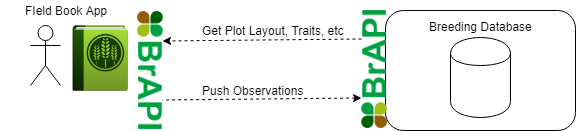 FIeld Book App
BrAPI
Get Plot Layout, Traits, etc
Push Observations
BrAPI
Breeding Database